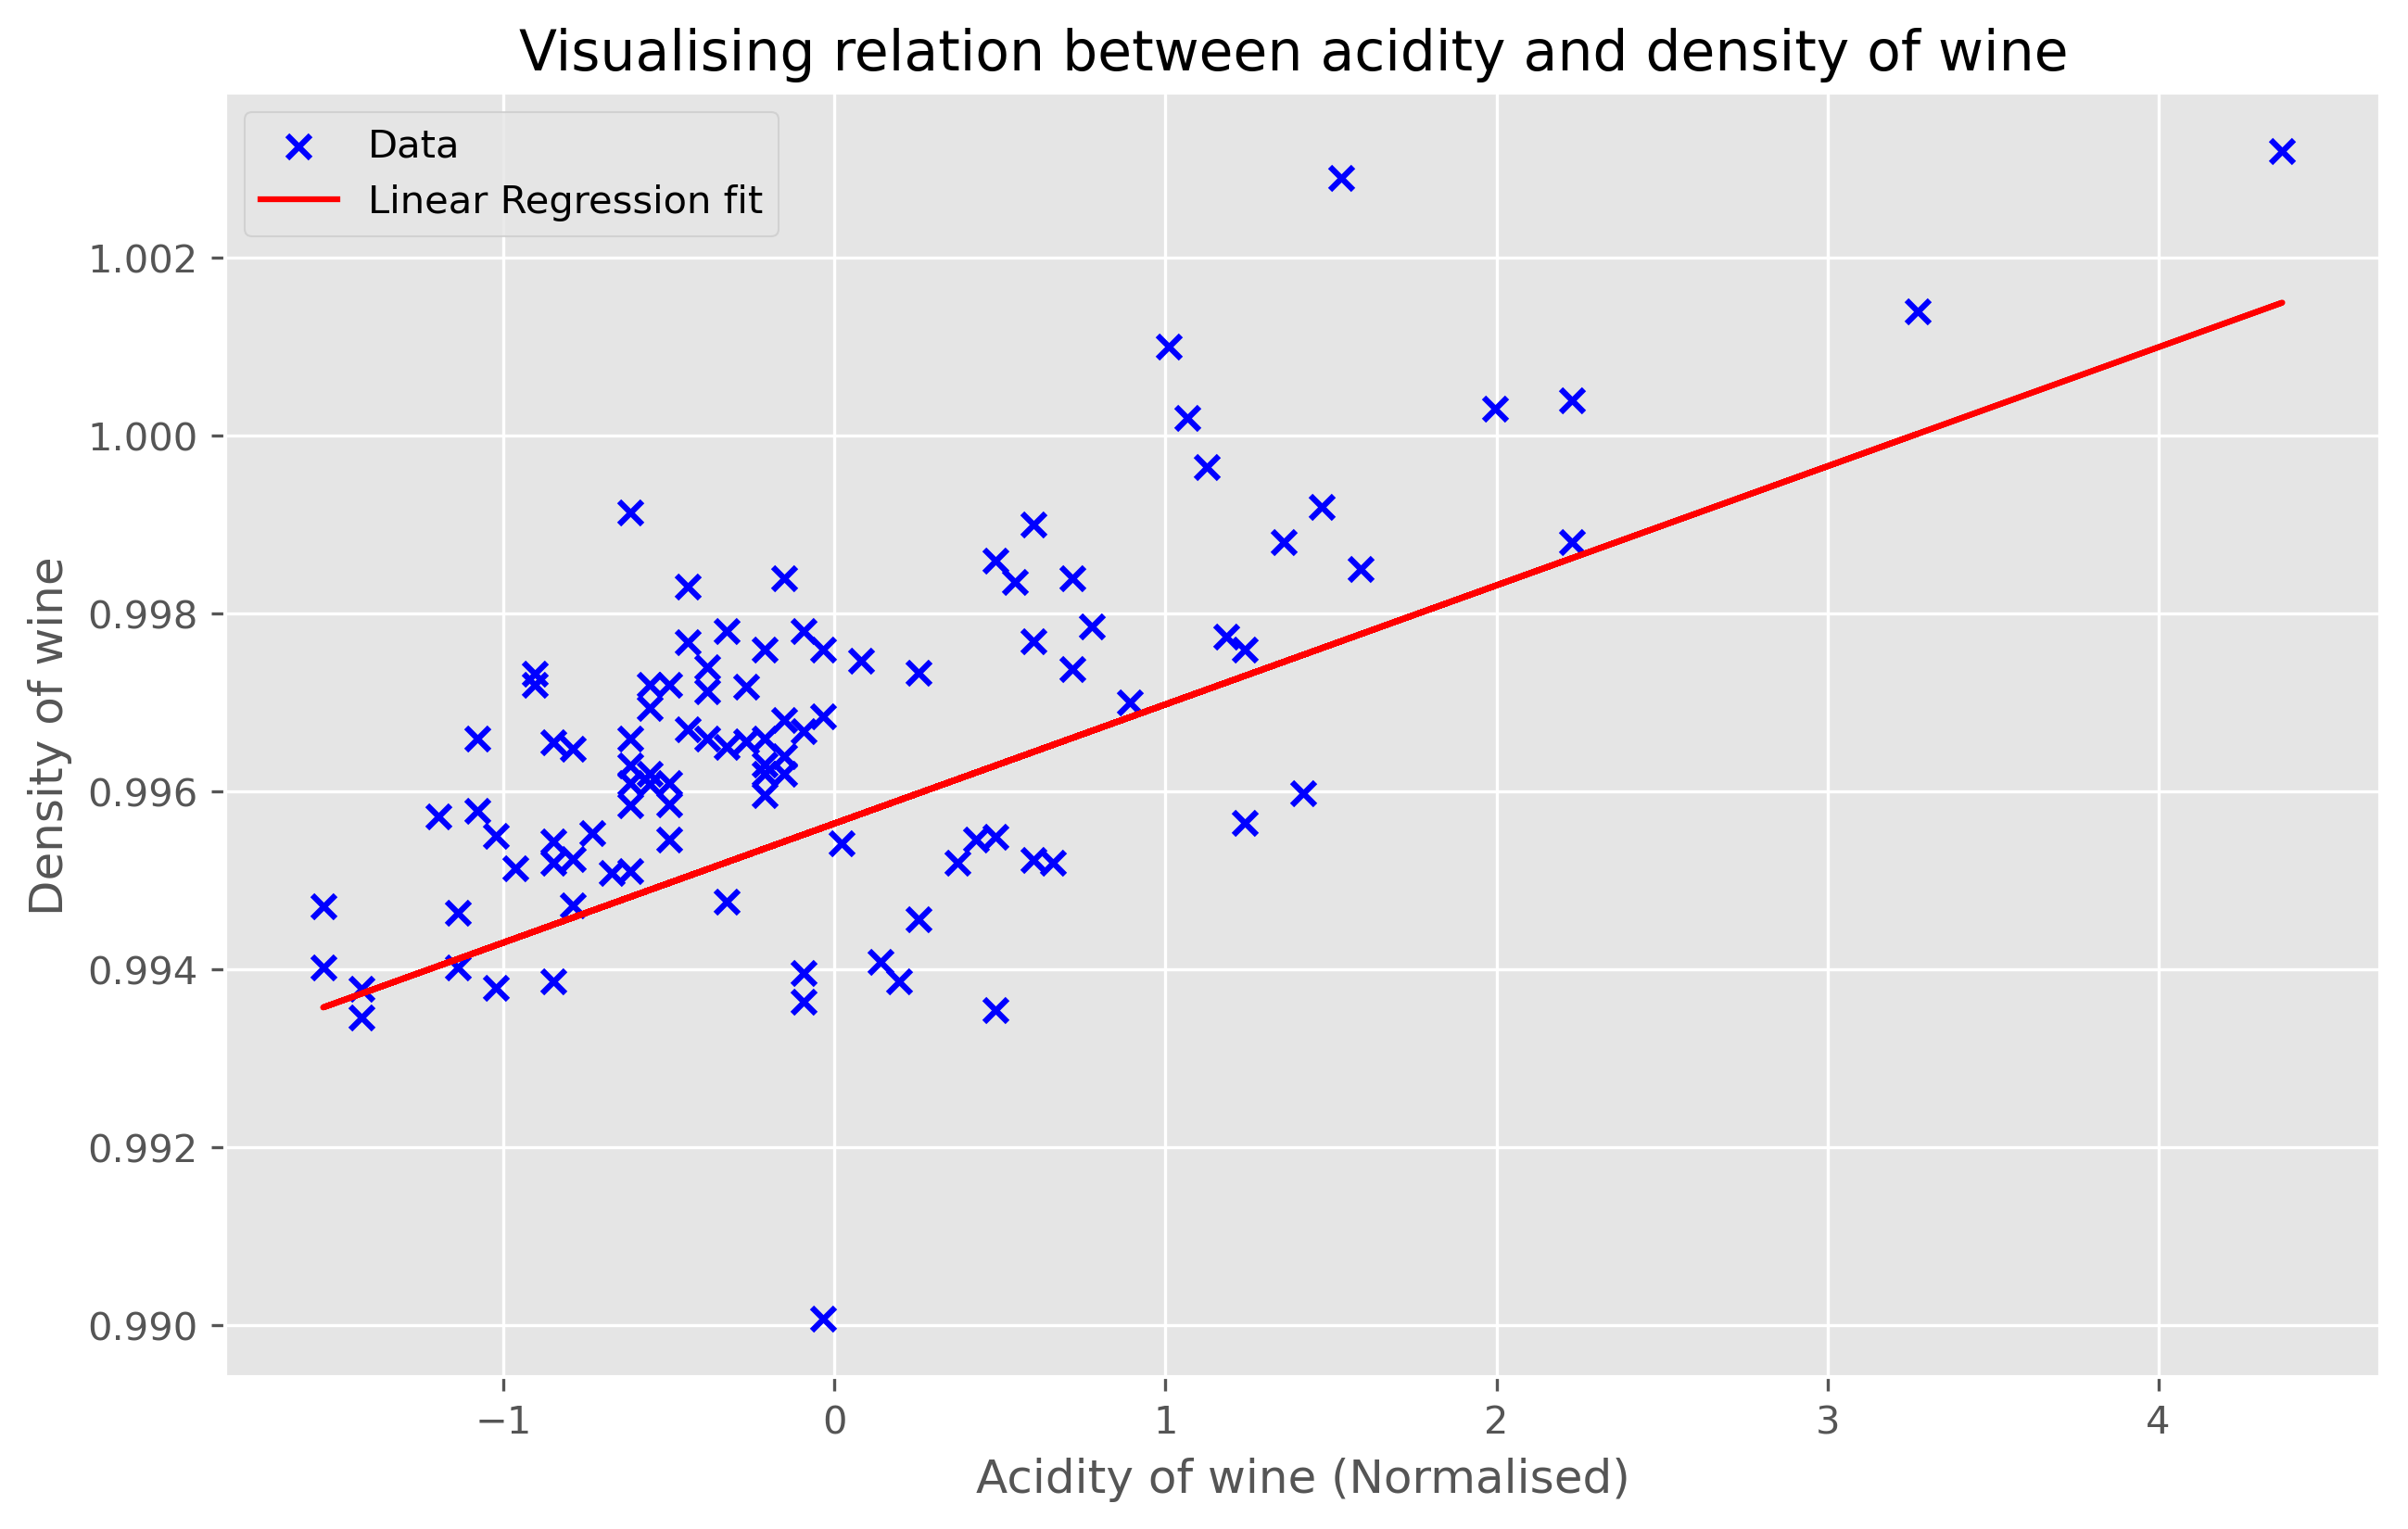 Visualising relation between acidity and density of wine
Data
Linear Regression fit
1.002
1.000
0.998
0.996
0.994
0.992
0.990
Density of wine
−1 0 1 2 3 4
Acidity of wine (Normalised)